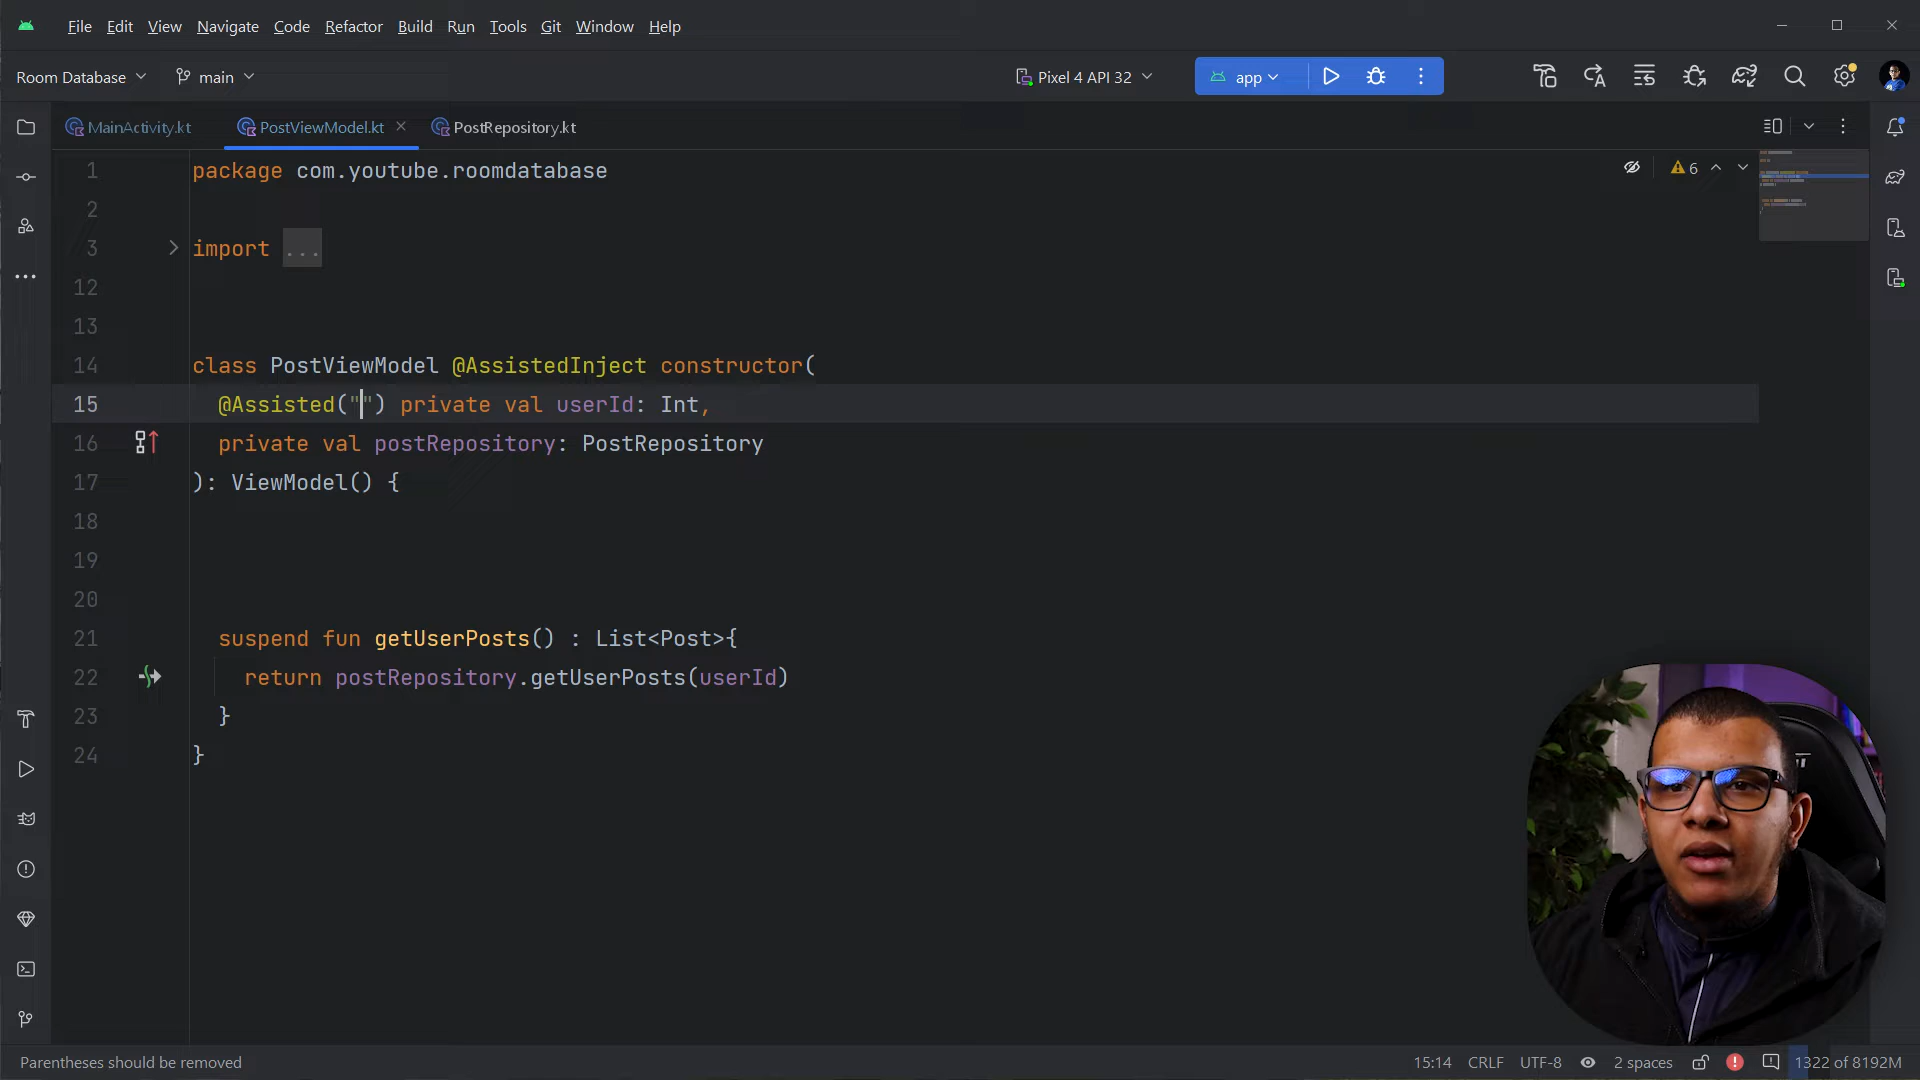 File Edit View Navigate Code Refactor Build Run Tools Git Window Help
Room Database main Pixel 4 API 32 app
MainActivity.kt PostViewModel.kt PostRepository.kt
1 package com.youtube.roomdatabase 6
2
3 import ...
12
13
14 class PostViewModel @AssistedInject constructor(
15 @Assisted("") private val userId: Int,
16 private val postRepository: PostRepository
17 ): ViewModel() {
18
19
20
21 suspend fun getUserPosts() : List<Post>{
22 return postRepository.getUserPosts(userId)
23 }
24 }
Parentheses should be removed 15:14 CRLF UTF-8 2 spaces 1322 of 8192M